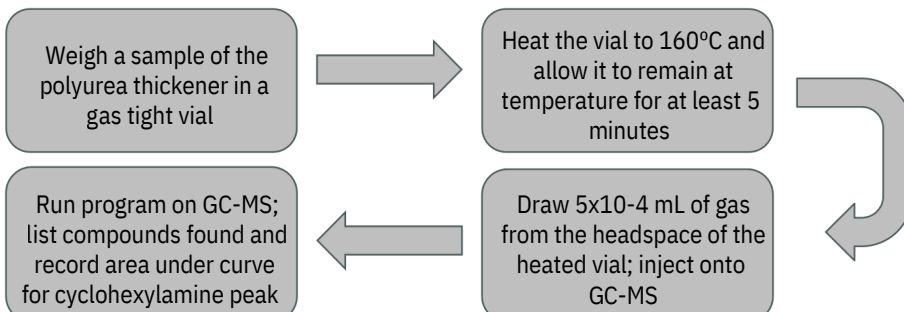 Weigh a sample of the
polyurea thickener in a
gas tight vial
Heat the vial to 160ºC and
allow it to remain at
temperature for at least 5
minutes
Draw 5x10-4 mL of gas
from the headspace of the
heated vial; inject onto
GC-MS
Run program on GC-MS;
list compounds found and
record area under curve
for cyclohexylamine peak